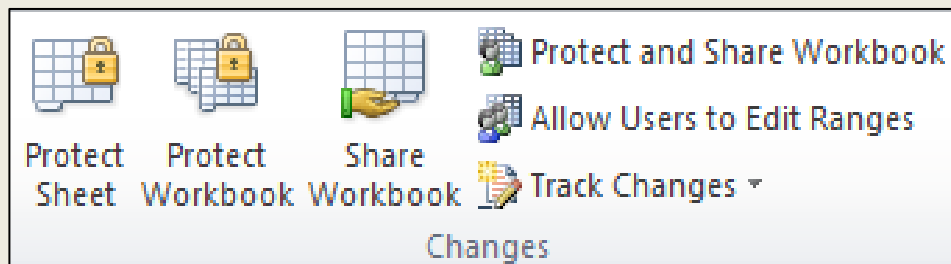 Protect
Sheet
Protect
Workbook
Share
Workbook
Protect and Share Workbook
Allow Users to Edit Ranges
Track Changes
Changes